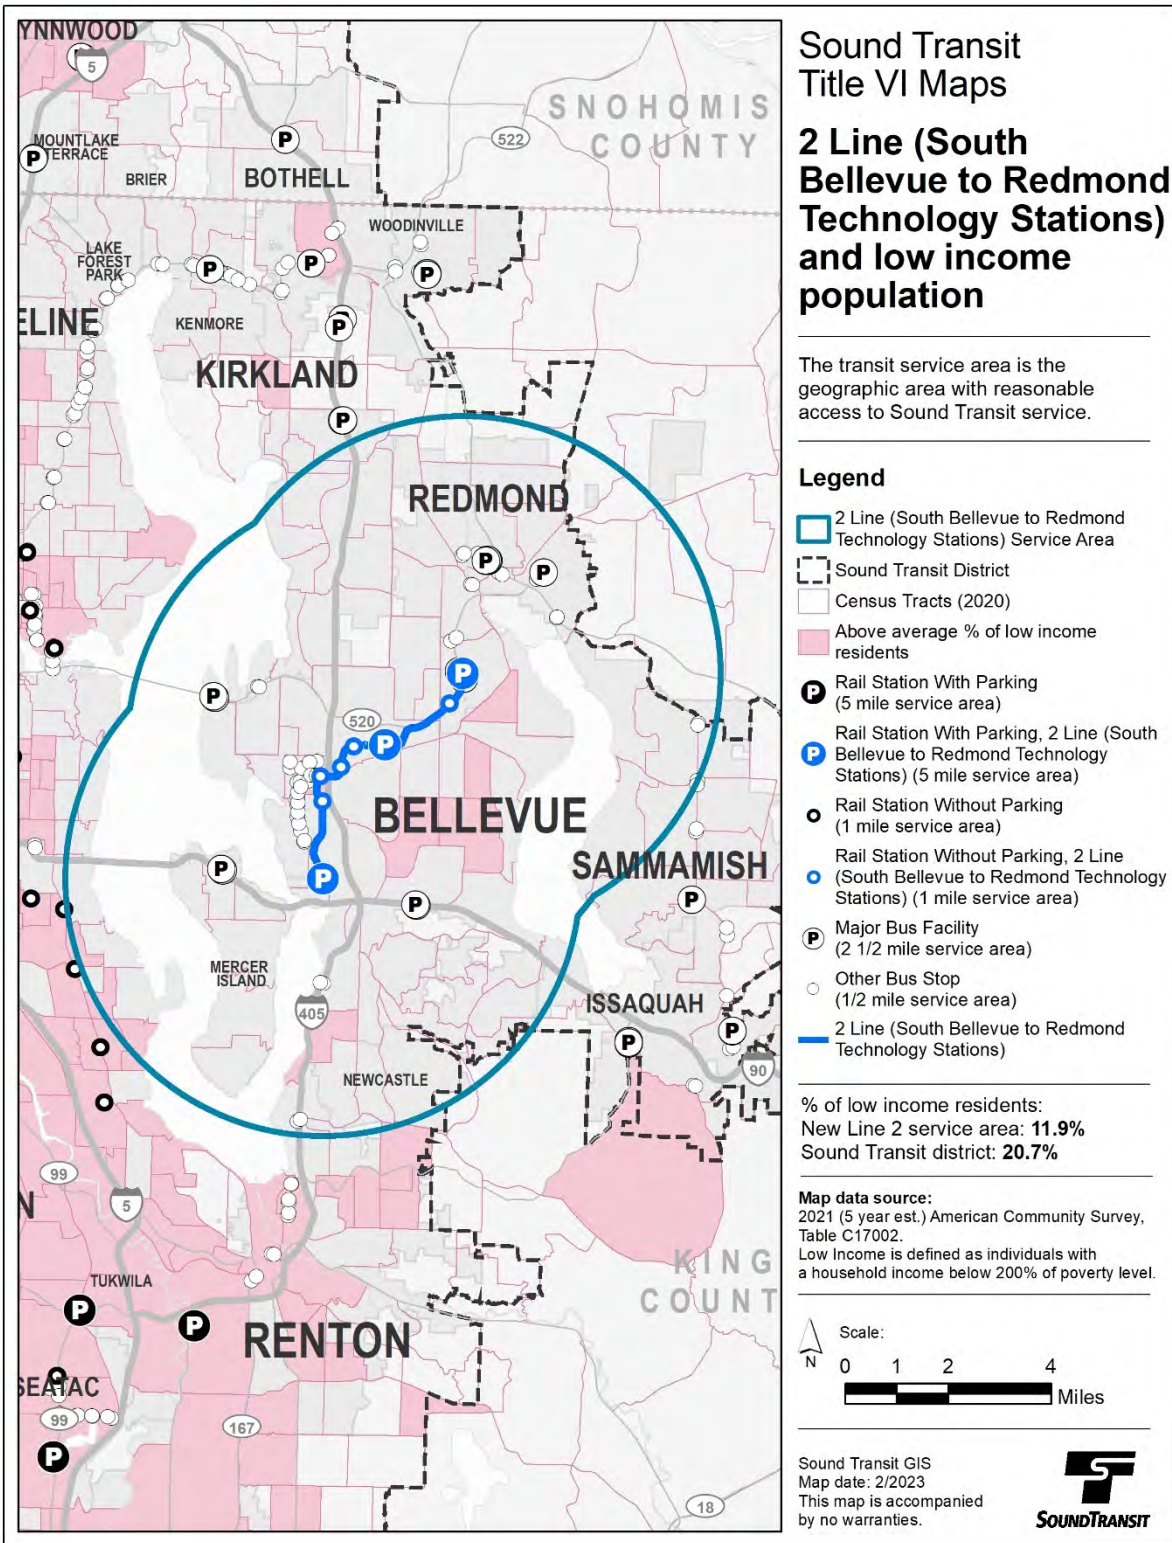 YNNWOOD
5
SNOHOMIS
COUNTY
522
P
MOUNTLAKE
TERRACE
P
BRIER
BOTHELL
WOODINVILLE
LAKE
FOREST
PARK
P
P
P
ELINE
KENMORE
P
KIRKLAND
P
REDMOND
P
P
P
P
520
P
BELLEVUE
SAMMAMISH
P
P
P
P
MERCER
ISLAND
405
ISSAQUAH
P
P
90
NEWCASTLE
99
5
N
KING
COUNT
TUKWILA
P
P
RENTON
SEATAC
99
167
P
18
Sound Transit
Title VI Maps
2 Line (South
Bellevue to Redmond
Technology Stations)
and low income
population
The transit service area is the
geographic area with reasonable
access to Sound Transit service.
Legend
2 Line (South Bellevue to Redmond
Technology Stations) Service Area
Sound Transit District
Census Tracts (2020)
Above average % of low income
residents
P
Rail Station With Parking
(5 mile service area)
P
Rail Station With Parking, 2 Line (South
Bellevue to Redmond Technology
Stations) (5 mile service area)
Rail Station Without Parking
(1 mile service area)
Rail Station Without Parking, 2 Line
(South Bellevue to Redmond Technology
Stations) (1 mile service area)
P
Major Bus Facility
(2 1/2 mile service area)
Other Bus Stop
(1/2 mile service area)
2 Line (South Bellevue to Redmond
Technology Stations)
% of low income residents:
New Line 2 service area: 11.9%
Sound Transit district: 20.7%
Map data source:
2021 (5 year est.) American Community Survey,
Table C17002.
Low Income is defined as individuals with
a household income below 200% of poverty level.
N
Scale:
0 1 2 4
Miles
Sound Transit GIS
Map date: 2/2023
This map is accompanied
by no warranties.
SOUNDTRANSIT